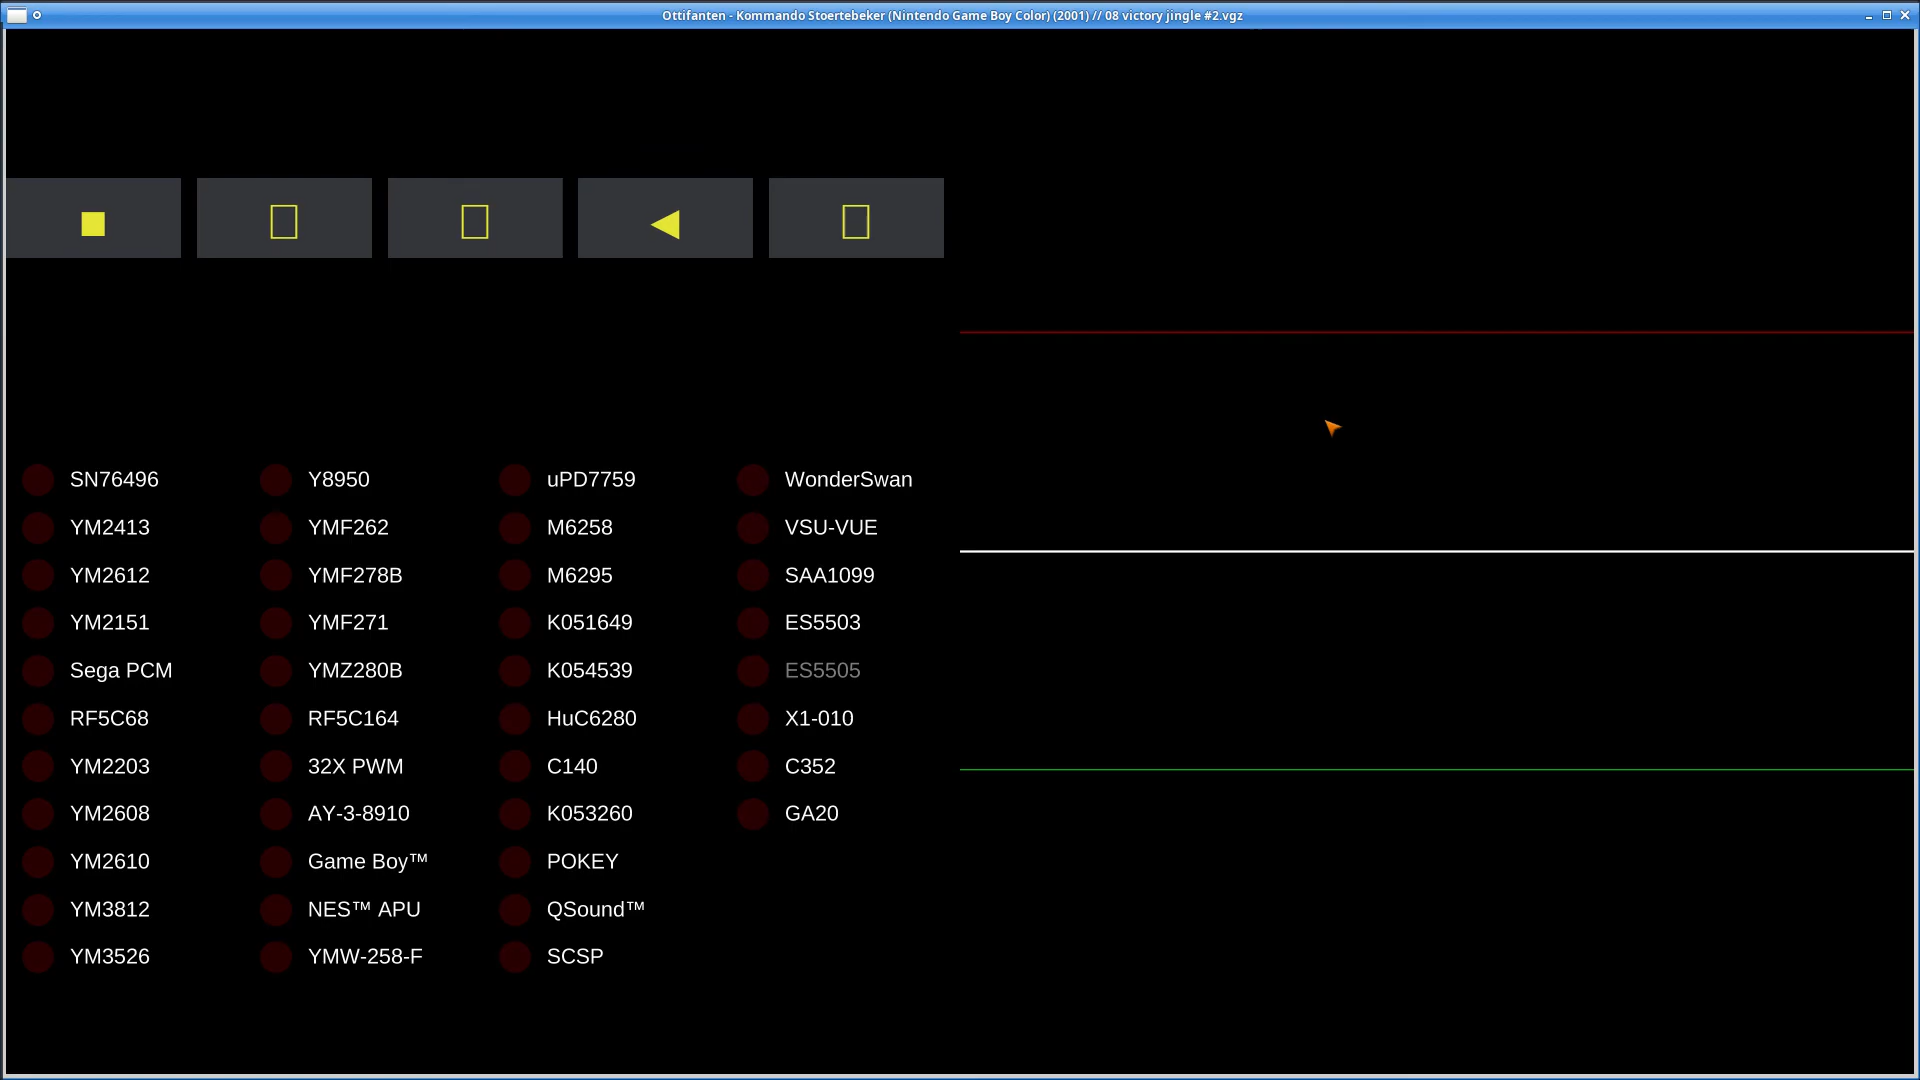 Ottifanten - Kommando Stoertebeker (Nintendo Game Boy Color) (2001) // 08 victory jingle #2.vgz
SN76496
YM2413
YM2612
YM2151
Sega PCM
RF5C68
YM2203
YM2608
YM2610
YM3812
YM3526
Y8950
YMF262
YMF278B
YMF271
YMZ280B
RF5C164
32X PWM
AY-3-8910
Game Boy™
NES™ APU
YMW-258-F
uPD7759
M6258
M6295
K051649
K054539
HuC6280
C140
K053260
POKEY
QSound™
SCSP
WonderSwan
VSU-VUE
SAA1099
ES5503
ES5505
X1-010
C352
GA20